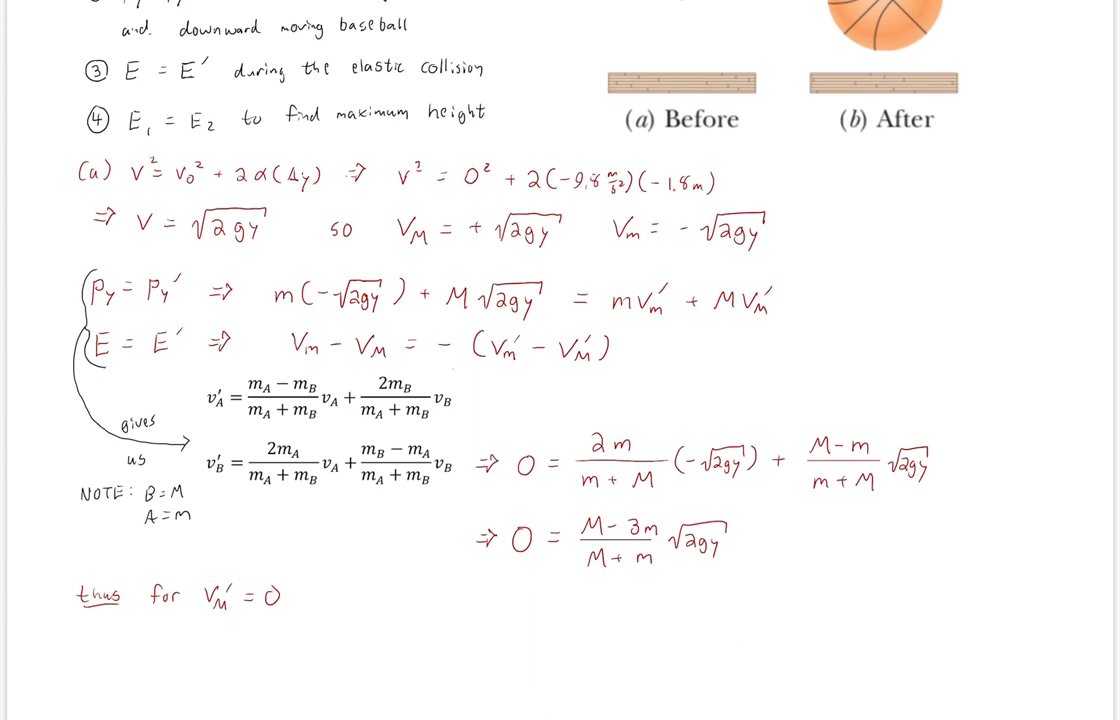 and downward moving baseball
③ E = E′ during the elastic collision
④ E₁ = E₂ to find maximum height
(a) Before
(b) After
(a) v² = v₀² + 2a(Δy) ⇒ v² = 0² + 2(-9.8 m/s²)(-1.8m)
⇒ v = √2gy so v_M = +√2gy v_m = -√2gy
P_y = P_y′ ⇒ m(-√2gy) + M√2gy = mv_m′ + Mv_M′
E = E′ ⇒ v_m - v_M = -(v_m′ - v_M′)
v′_A = (m_A − m_B)/(m_A + m_B) v_A + 2m_B/(m_A + m_B) v_B
gives us
v′_B = 2m_A/(m_A + m_B) v_A + (m_B − m_A)/(m_A + m_B) v_B ⇒ 0 = 2m/(m + M) (-√2gy) + (M-m)/(m+M) √2gy
NOTE: B=M
A=m
⇒ 0 = (M-3m)/(M+m) √2gy
thus for v_M′ = 0